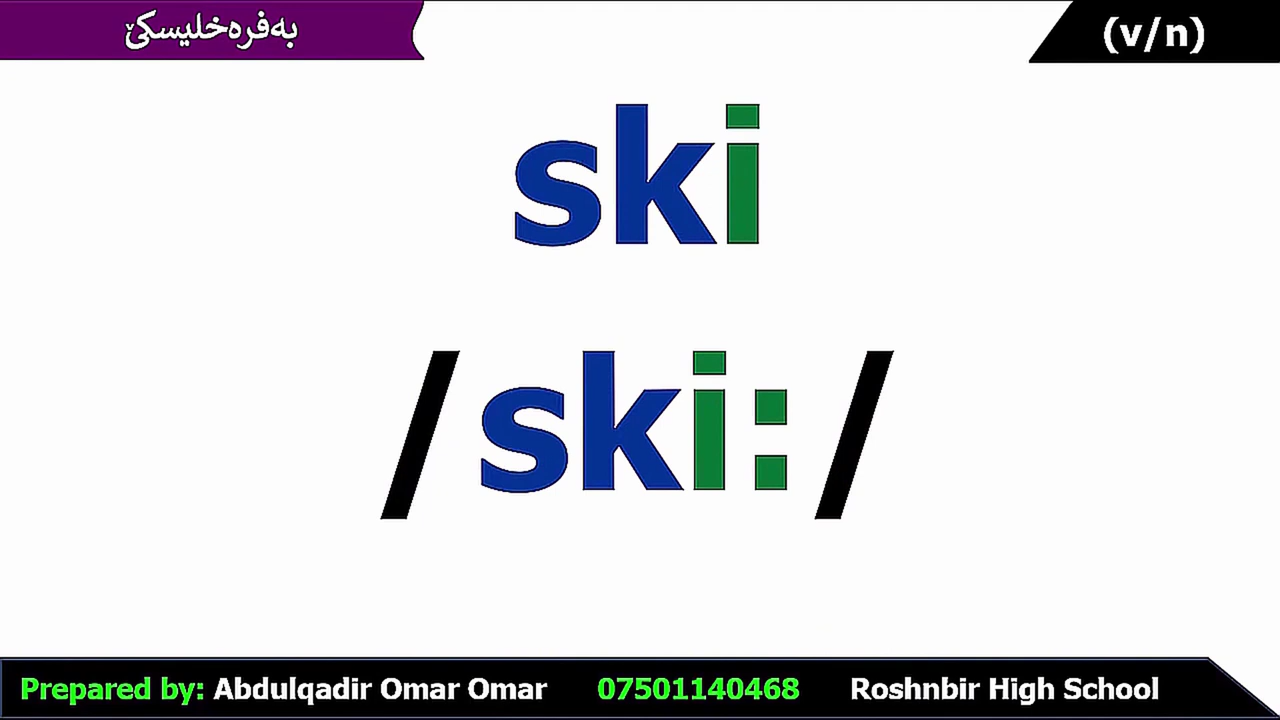 بەفرەخلیسکێ
(v/n)
ski
/ski:/
Prepared by: Abdulqadir Omar Omar 07501140468 Roshnbir High School